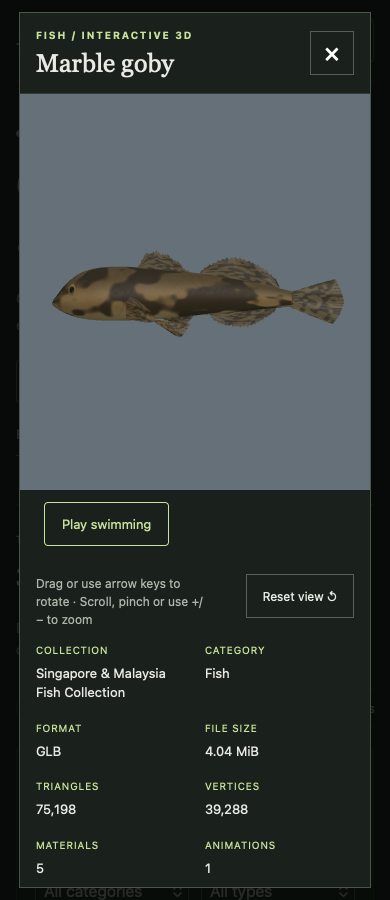 FISH / INTERACTIVE 3D
Marble goby
×
Play swimming
Drag or use arrow keys to
rotate · Scroll, pinch or use +/
− to zoom
Reset view ↺
COLLECTION
Singapore & Malaysia
Fish Collection
CATEGORY
Fish
FORMAT
GLB
FILE SIZE
4.04 MiB
TRIANGLES
75,198
VERTICES
39,288
MATERIALS
5
ANIMATIONS
1
All categories
All types